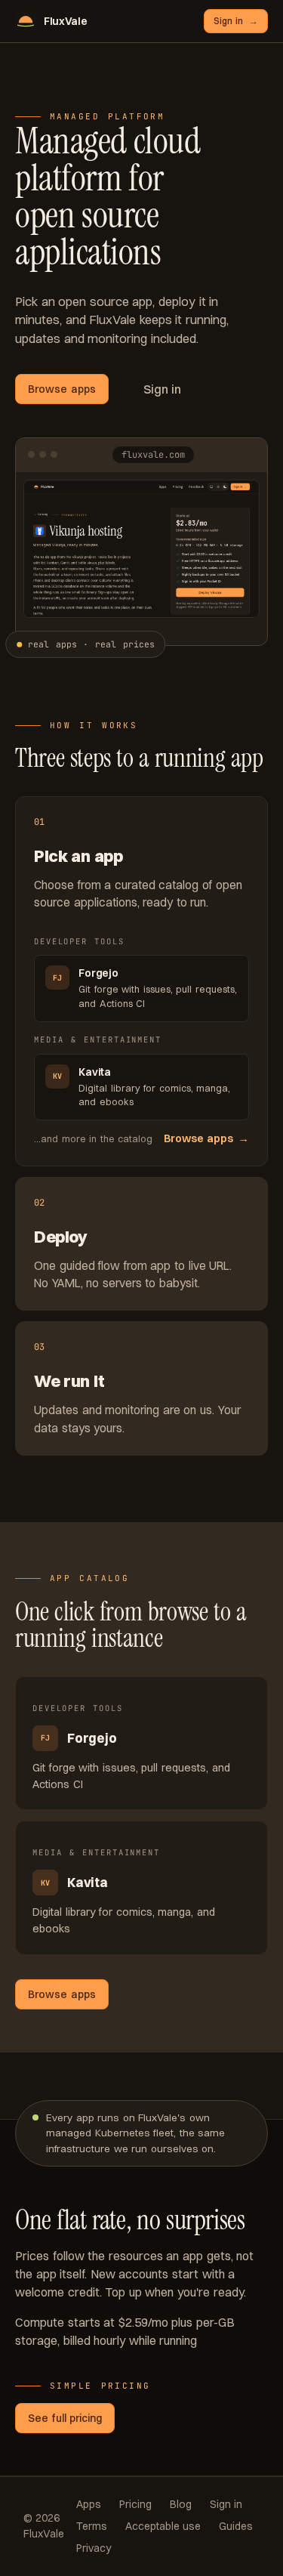 FluxVale
Sign in →
MANAGED PLATFORM
Managed cloud
platform for
open source
applications
Pick an open source app, deploy it in
minutes, and FluxVale keeps it running,
updates and monitoring included.
Browse apps
Sign in
fluxvale.com
FluxVale
Apps Pricing Feedback
Vikunja hosting
$2.83/mo
real apps · real prices
HOW IT WORKS
Three steps to a running app
01
Pick an app
Choose from a curated catalog of open
source applications, ready to run.
DEVELOPER TOOLS
FJ
Forgejo
Git forge with issues, pull requests,
and Actions CI
MEDIA & ENTERTAINMENT
KV
Kavita
Digital library for comics, manga,
and ebooks
...and more in the catalog
Browse apps →
02
Deploy
One guided flow from app to live URL.
No YAML, no servers to babysit.
03
We run it
Updates and monitoring are on us. Your
data stays yours.
APP CATALOG
One click from browse to a
running instance
DEVELOPER TOOLS
FJ
Forgejo
Git forge with issues, pull requests, and
Actions CI
MEDIA & ENTERTAINMENT
KV
Kavita
Digital library for comics, manga, and
ebooks
Browse apps
Every app runs on FluxVale's own
managed Kubernetes fleet, the same
infrastructure we run ourselves on.
One flat rate, no surprises
Prices follow the resources an app gets, not
the app itself. New accounts start with a
welcome credit. Top up when you're ready.
Compute starts at $2.59/mo plus per-GB
storage, billed hourly while running
SIMPLE PRICING
See full pricing
© 2026
FluxVale
Apps Pricing Blog Sign in
Terms Acceptable use Guides
Privacy